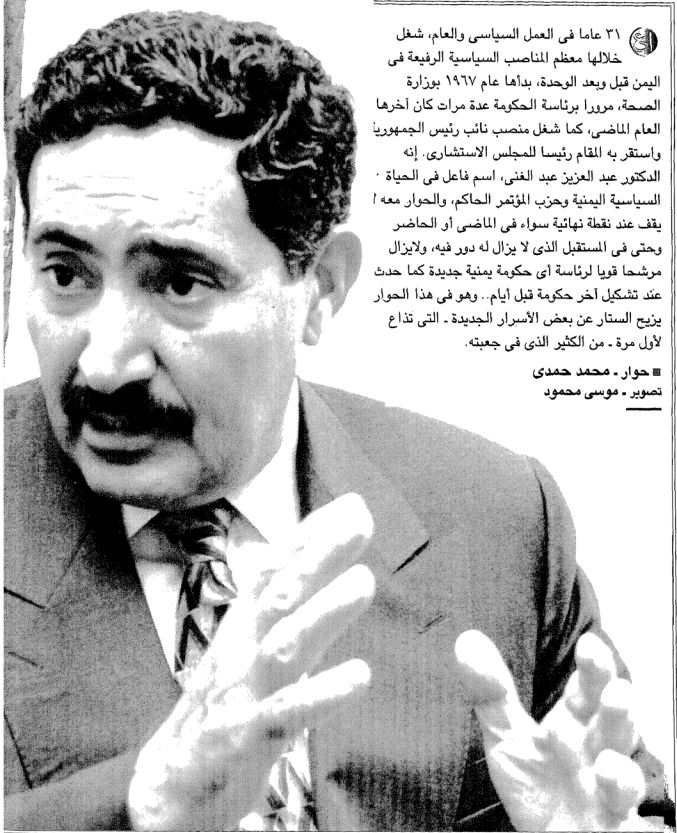 ٣١ عاما فى العمل السياسى والعام، شغل
خلالها معظم المناصب السياسية الرفيعة فى
اليمن قبل وبعد الوحدة، بدأها عام ١٩٦٧ بوزارة
الصحة، مرورا برئاسة الحكومة عدة مرات كان آخرها
العام الماضى، كما شغل منصب نائب رئيس الجمهورية
واستقر به المقام رئيسا للمجلس الاستشارى. إنه
الدكتور عبد العزيز عبد الغنى، اسم فاعل فى الحياة
السياسية اليمنية وحزب المؤتمر الحاكم، والحوار معه
يقف عند نقطة نهائية سواء فى الماضى أو الحاضر
وحتى فى المستقبل الذى لا يزال له دور فيه، ولايزال
مرشحا قويا لرئاسة أى حكومة يمنية جديدة كما حدث
عند تشكيل آخر حكومة قبل أيام.. وهو فى هذا الحوار
يزيح الستار عن بعض الأسرار الجديدة ـ التى تذاع
لأول مرة ـ من الكثير الذى فى جعبته.
■ حوار ـ محمد حمدى
تصوير ـ موسى محمود